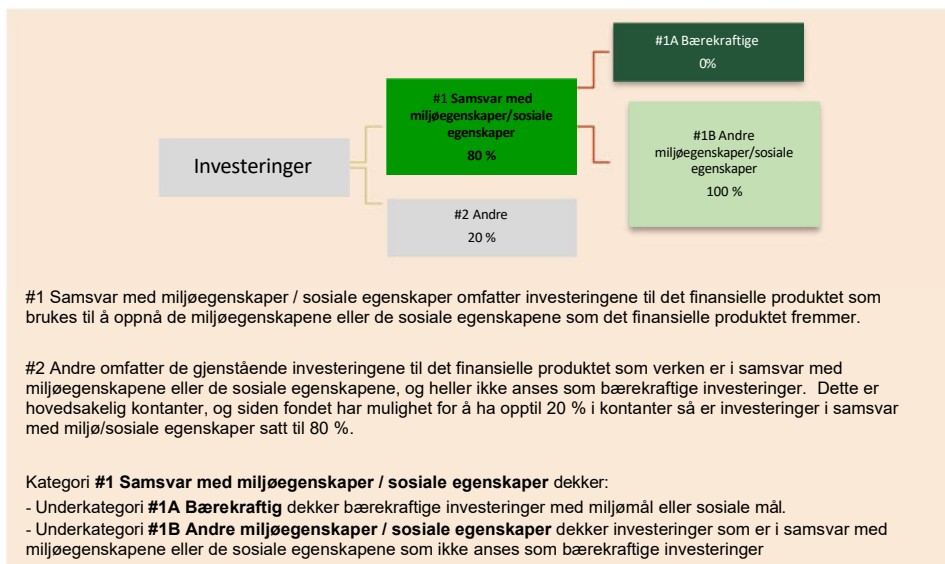 #1A Bærekraftige
0%
#1 Samsvar med
miljøegenskaper/sosiale
egenskaper
80 %
#1B Andre
miljøegenskaper/sosiale
egenskaper
100 %
Investeringer
#2 Andre
20 %
#1 Samsvar med miljøegenskaper / sosiale egenskaper omfatter investeringene til det finansielle produktet som
brukes til å oppnå de miljøegenskapene eller de sosiale egenskapene som det finansielle produktet fremmer.
#2 Andre omfatter de gjenstående investeringene til det finansielle produktet som verken er i samsvar med
miljøegenskapene eller de sosiale egenskapene, og heller ikke anses som bærekraftige investeringer. Dette er
hovedsakelig kontanter, og siden fondet har mulighet for å ha opptil 20 % i kontanter så er investeringer i samsvar
med miljø/sosiale egenskaper satt til 80 %.
Kategori #1 Samsvar med miljøegenskaper / sosiale egenskaper dekker:
- Underkategori #1A Bærekraftig dekker bærekraftige investeringer med miljømål eller sosiale mål.
- Underkategori #1B Andre miljøegenskaper / sosiale egenskaper dekker investeringer som er i samsvar med
miljøegenskapene eller de sosiale egenskapene som ikke anses som bærekraftige investeringer